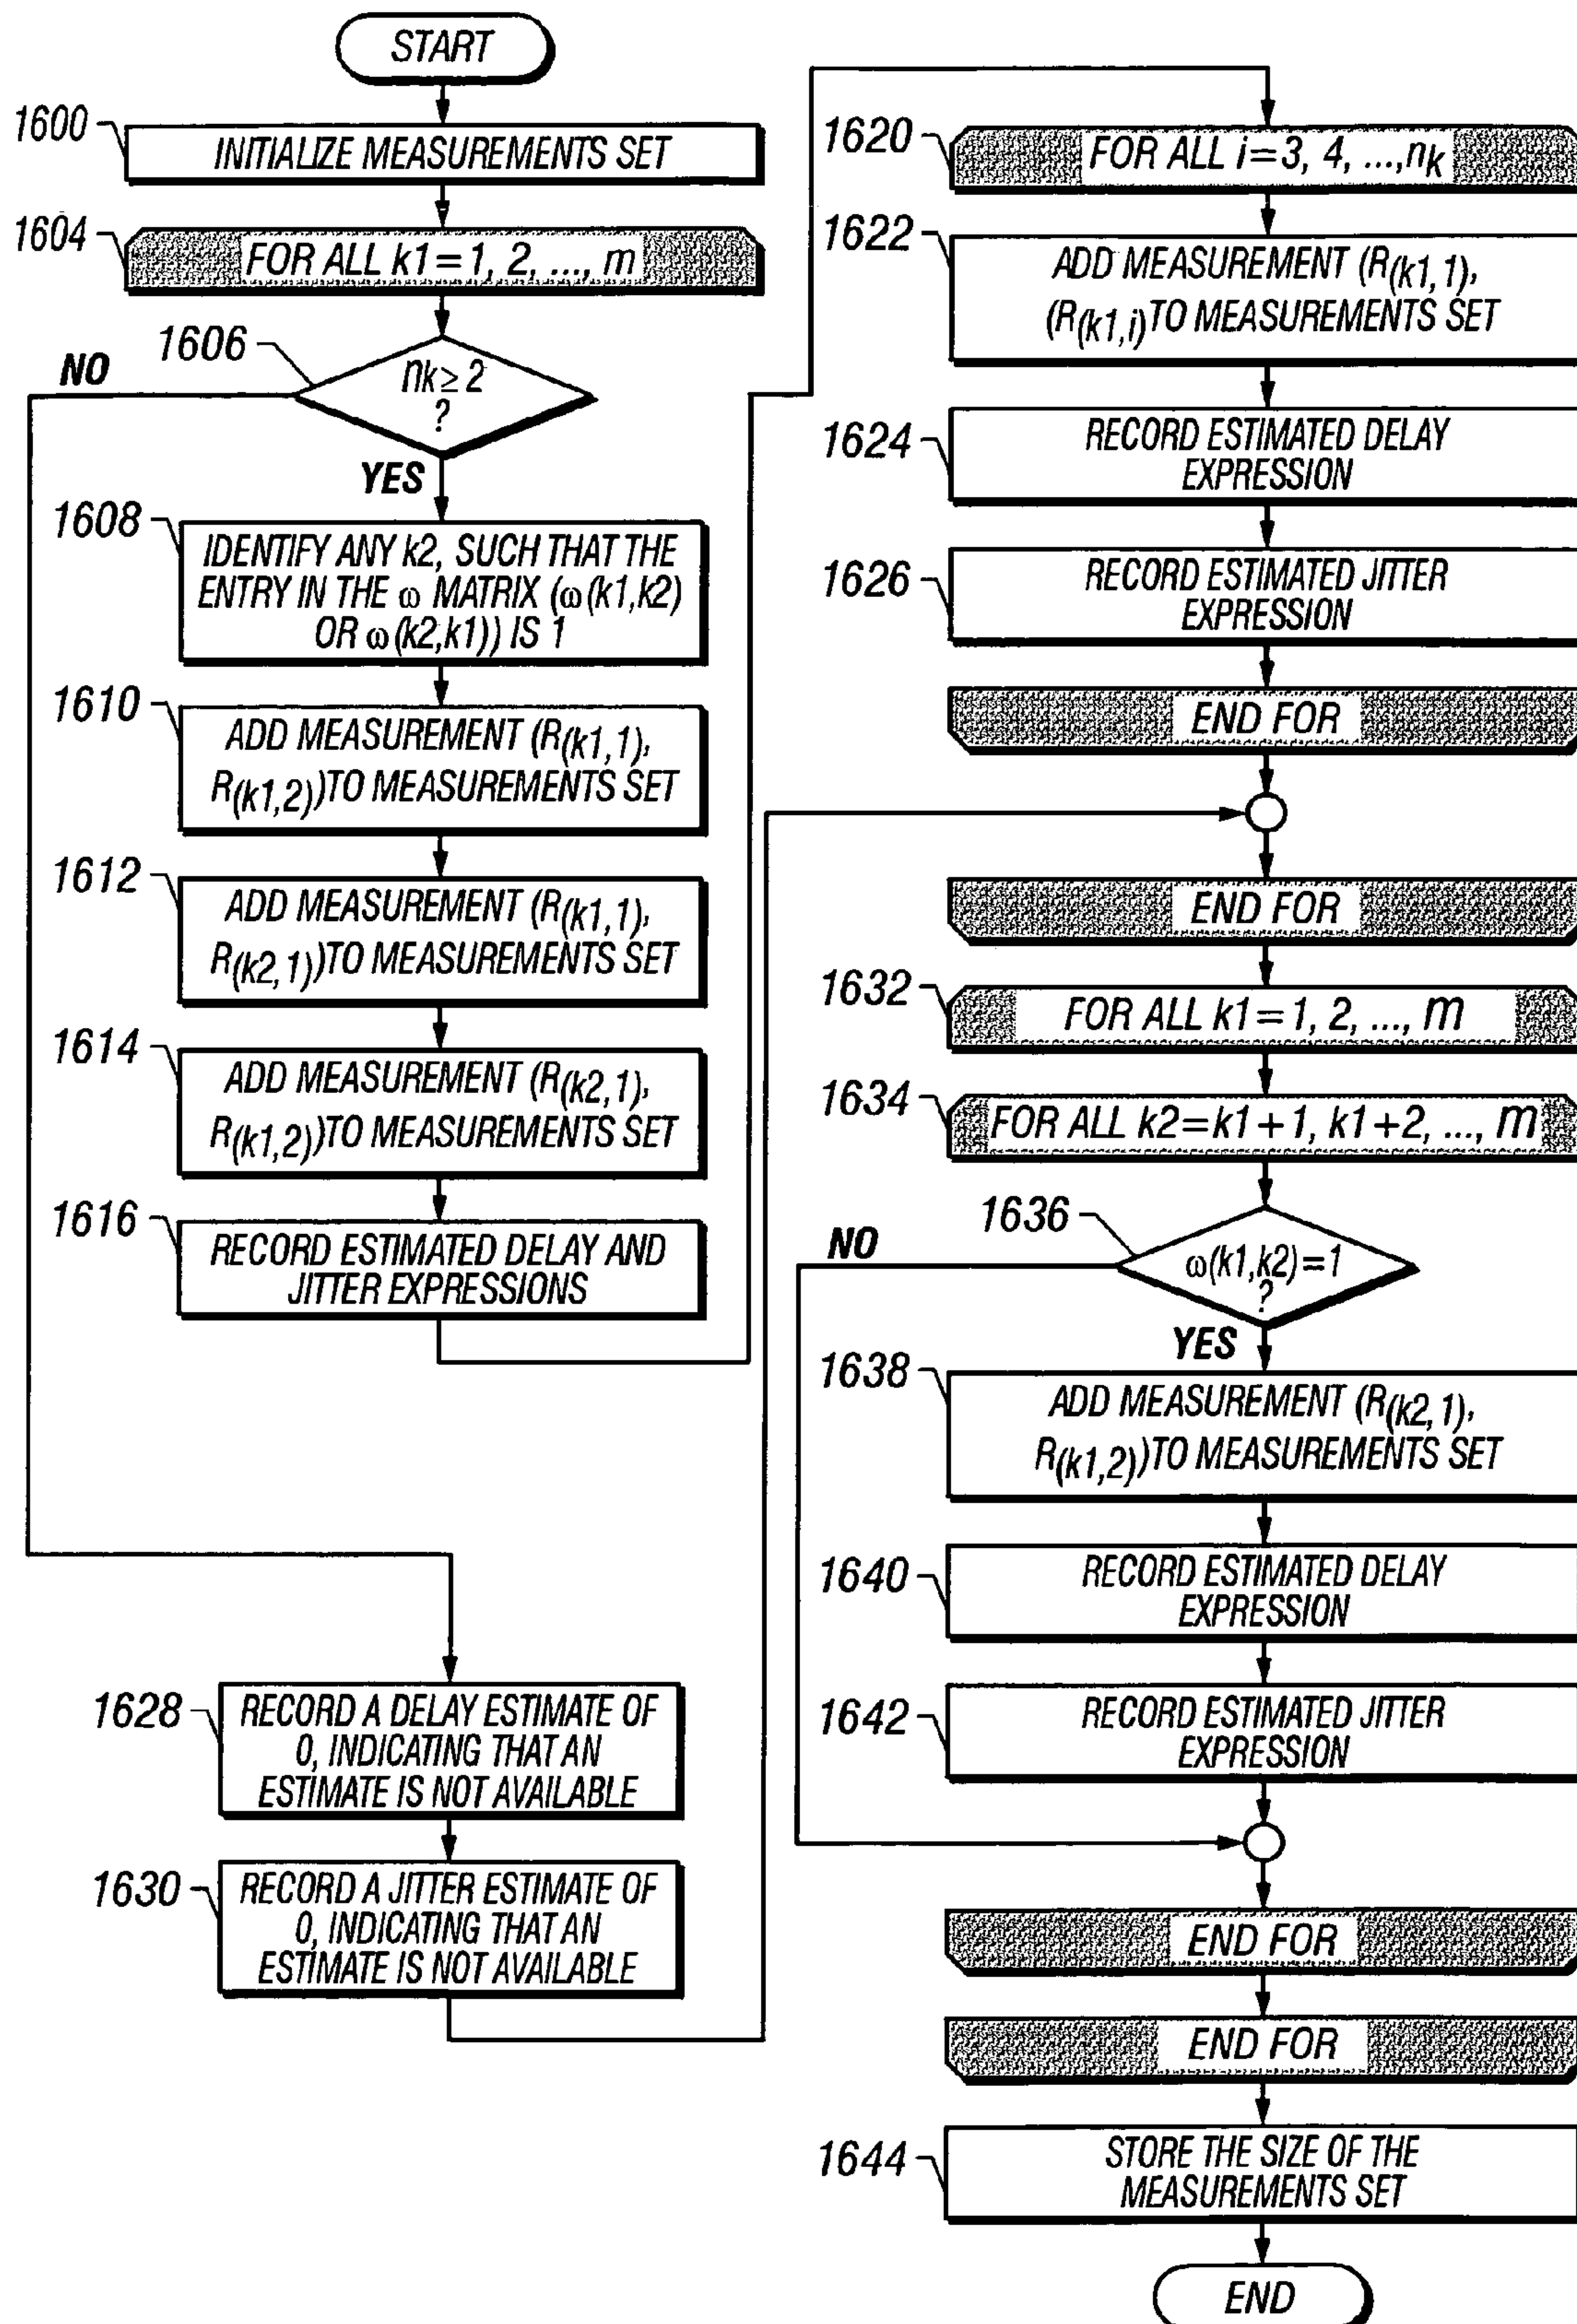 START
1600
INITIALIZE MEASUREMENTS SET
1604
FOR ALL k1=1, 2, ..., m
1606
NO
nk≥2
?
YES
1608
IDENTIFY ANY k2, SUCH THAT THE
ENTRY IN THE ω MATRIX (ω(k1,k2)
OR ω(k2,k1)) IS 1
1610
ADD MEASUREMENT (R(k1,1),
R(k1,2))TO MEASUREMENTS SET
1612
ADD MEASUREMENT (R(k1,1),
R(k2,1))TO MEASUREMENTS SET
1614
ADD MEASUREMENT (R(k2,1),
R(k1,2))TO MEASUREMENTS SET
1616
RECORD ESTIMATED DELAY AND
JITTER EXPRESSIONS
1628
RECORD A DELAY ESTIMATE OF
0, INDICATING THAT AN
ESTIMATE IS NOT AVAILABLE
1630
RECORD A JITTER ESTIMATE OF
0, INDICATING THAT AN
ESTIMATE IS NOT AVAILABLE
1620
FOR ALL i=3, 4, ...,nk
1622
ADD MEASUREMENT (R(k1,1),
(R(k1,i)TO MEASUREMENTS SET
1624
RECORD ESTIMATED DELAY
EXPRESSION
1626
RECORD ESTIMATED JITTER
EXPRESSION
END FOR
END FOR
1632
FOR ALL k1=1, 2, ..., m
1634
FOR ALL k2=k1+1, k1+2, ..., m
1636
NO
ω(k1,k2)=1
?
YES
1638
ADD MEASUREMENT (R(k2,1),
R(k1,2))TO MEASUREMENTS SET
1640
RECORD ESTIMATED DELAY
EXPRESSION
1642
RECORD ESTIMATED JITTER
EXPRESSION
END FOR
END FOR
1644
STORE THE SIZE OF THE
MEASUREMENTS SET
END